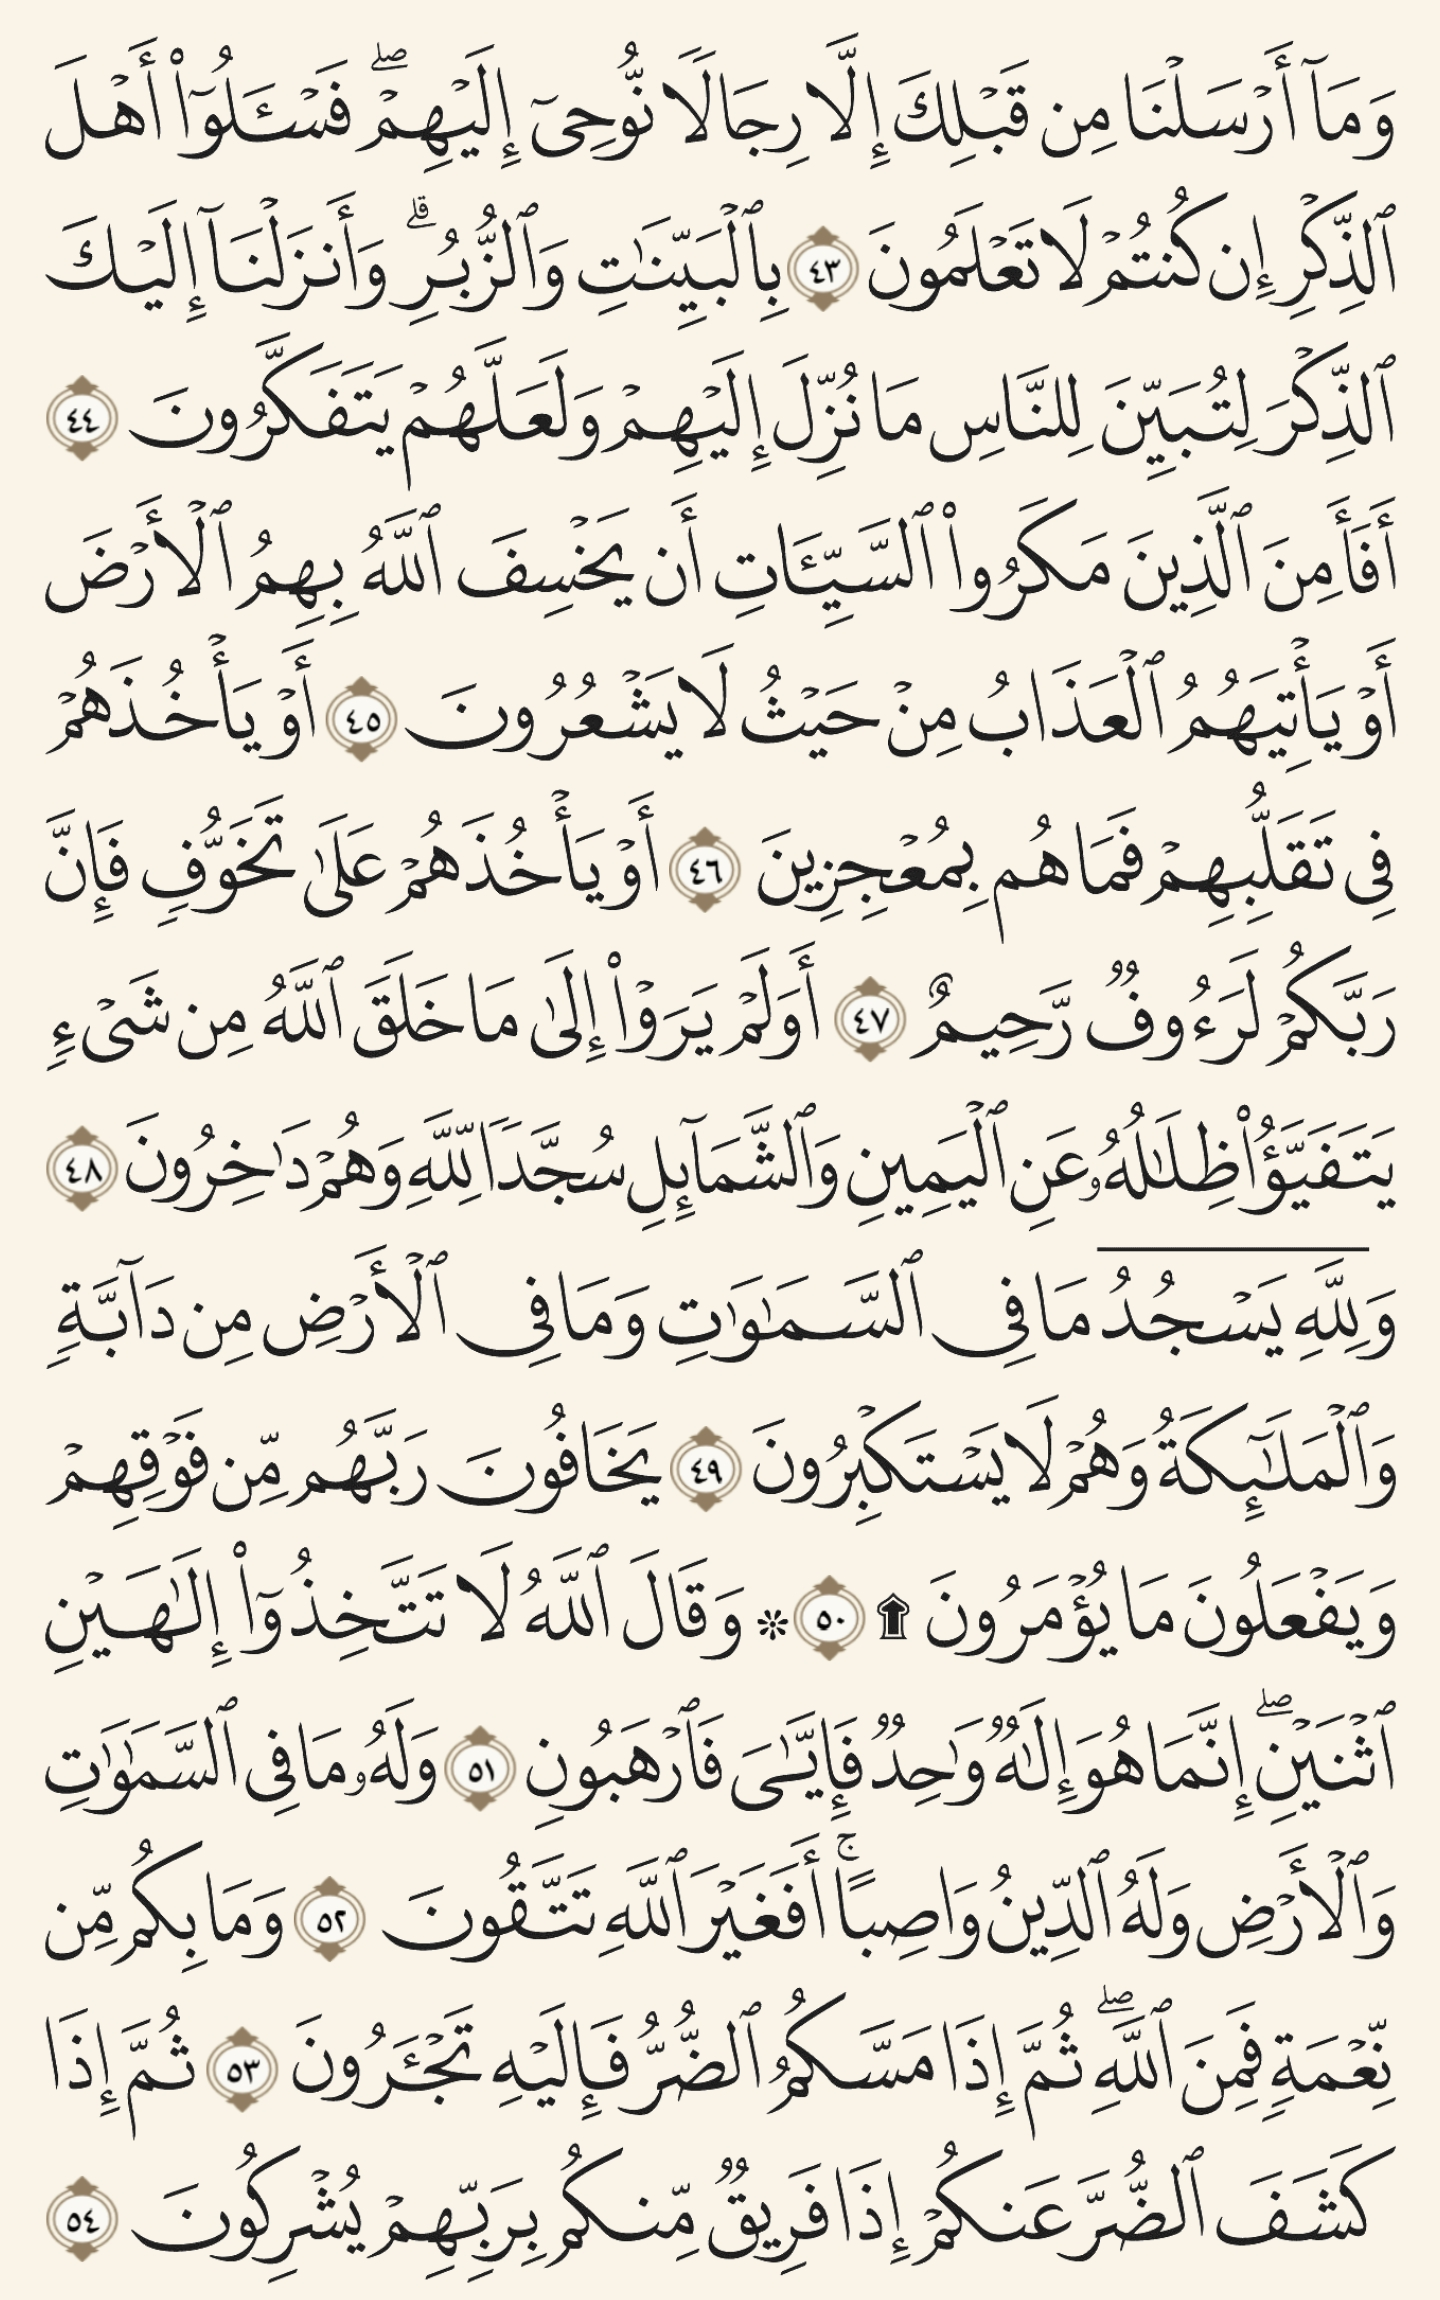 وَمَآ أَرۡسَلۡنَا مِن قَبۡلِكَ إِلَّا رِجَالٗا نُّوحِيٓ إِلَيۡهِمۡۖ فَسۡـَٔلُوٓاْ أَهۡلَ
ٱلذِّكۡرِ إِن كُنتُمۡ لَا تَعۡلَمُونَ ٤٣ بِٱلۡبَيِّنَٰتِ وَٱلزُّبُرِۗ وَأَنزَلۡنَآ إِلَيۡكَ
ٱلذِّكۡرَ لِتُبَيِّنَ لِلنَّاسِ مَا نُزِّلَ إِلَيۡهِمۡ وَلَعَلَّهُمۡ يَتَفَكَّرُونَ ٤٤
أَفَأَمِنَ ٱلَّذِينَ مَكَرُواْ ٱلسَّيِّـَٔاتِ أَن يَخۡسِفَ ٱللَّهُ بِهِمُ ٱلۡأَرۡضَ
أَوۡ يَأۡتِيَهُمُ ٱلۡعَذَابُ مِنۡ حَيۡثُ لَا يَشۡعُرُونَ ٤٥ أَوۡ يَأۡخُذَهُمۡ
فِي تَقَلُّبِهِمۡ فَمَا هُم بِمُعۡجِزِينَ ٤٦ أَوۡ يَأۡخُذَهُمۡ عَلَىٰ تَخَوُّفٖ فَإِنَّ
رَبَّكُمۡ لَرَءُوفٞ رَّحِيمٌ ٤٧ أَوَلَمۡ يَرَوۡاْ إِلَىٰ مَا خَلَقَ ٱللَّهُ مِن شَيۡءٖ
يَتَفَيَّؤُاْ ظِلَٰلُهُۥ عَنِ ٱلۡيَمِينِ وَٱلشَّمَآئِلِ سُجَّدٗا لِّلَّهِ وَهُمۡ دَٰخِرُونَ ٤٨
وَلِلَّهِۤ يَسۡجُدُۤ مَا فِي ٱلسَّمَٰوَٰتِ وَمَا فِي ٱلۡأَرۡضِ مِن دَآبَّةٖ
وَٱلۡمَلَٰٓئِكَةُ وَهُمۡ لَا يَسۡتَكۡبِرُونَ ٤٩ يَخَافُونَ رَبَّهُم مِّن فَوۡقِهِمۡ
وَيَفۡعَلُونَ مَا يُؤۡمَرُونَ ۩ ٥٠ ۞ وَقَالَ ٱللَّهُ لَا تَتَّخِذُوٓاْ إِلَٰهَيۡنِ
ٱثۡنَيۡنِۖ إِنَّمَا هُوَ إِلَٰهٞ وَٰحِدٞ فَإِيَّٰيَ فَٱرۡهَبُونِ ٥١ وَلَهُۥ مَا فِي ٱلسَّمَٰوَٰتِ
وَٱلۡأَرۡضِ وَلَهُ ٱلدِّينُ وَاصِبًاۚ أَفَغَيۡرَ ٱللَّهِ تَتَّقُونَ ٥٢ وَمَا بِكُم مِّن
نِّعۡمَةٖ فَمِنَ ٱللَّهِۖ ثُمَّ إِذَا مَسَّكُمُ ٱلضُّرُّ فَإِلَيۡهِ تَجۡـَٔرُونَ ٥٣ ثُمَّ إِذَا
كَشَفَ ٱلضُّرَّ عَنكُمۡ إِذَا فَرِيقٞ مِّنكُم بِرَبِّهِمۡ يُشۡرِكُونَ ٥٤